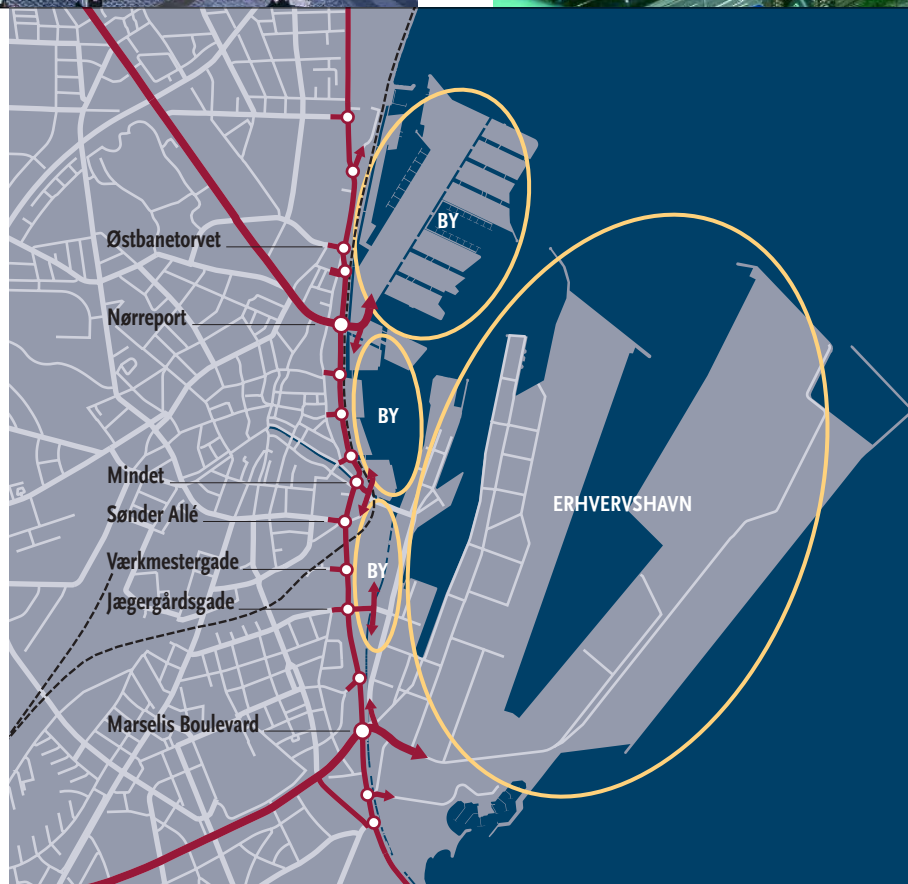 BY
Østbanetorvet
Nørreport
BY
Mindet
ERHVERVSHAVN
Sønder Allé
Værkmestergade
BY
Jægergårdsgade
Marselis Boulevard